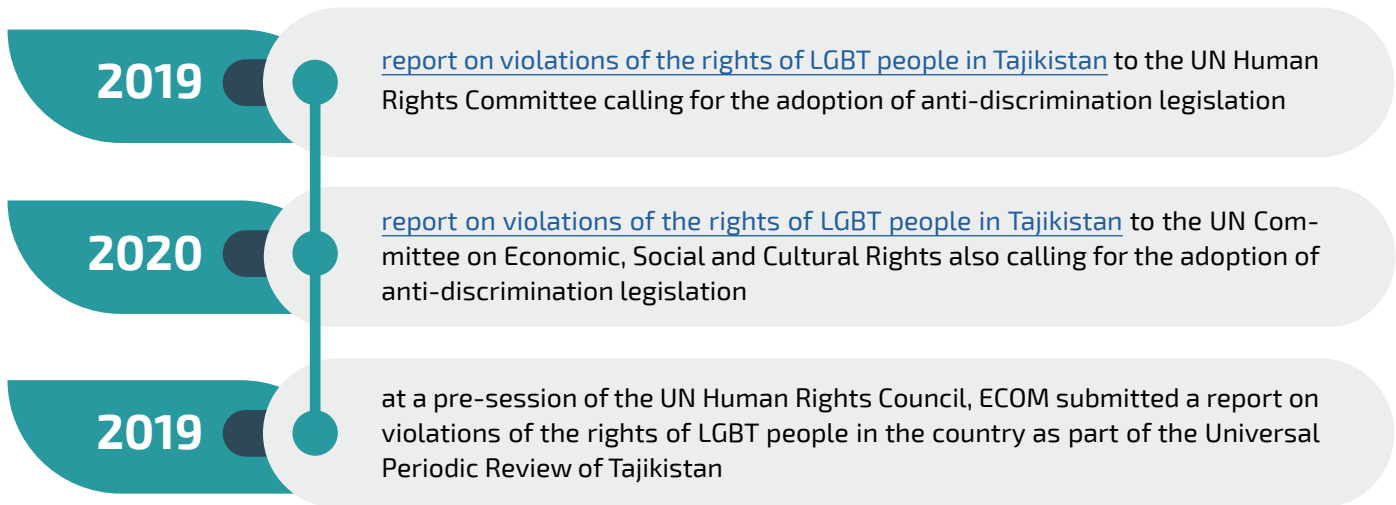 2019
report on violations of the rights of LGBT people in Tajikistan to the UN Human
Rights Committee calling for the adoption of anti-discrimination legislation
2020
report on violations of the rights of LGBT people in Tajikistan to the UN Com-
mittee on Economic, Social and Cultural Rights also calling for the adoption of
anti-discrimination legislation
2019
at a pre-session of the UN Human Rights Council, ECOM submitted a report on
violations of the rights of LGBT people in the country as part of the Universal
Periodic Review of Tajikistan